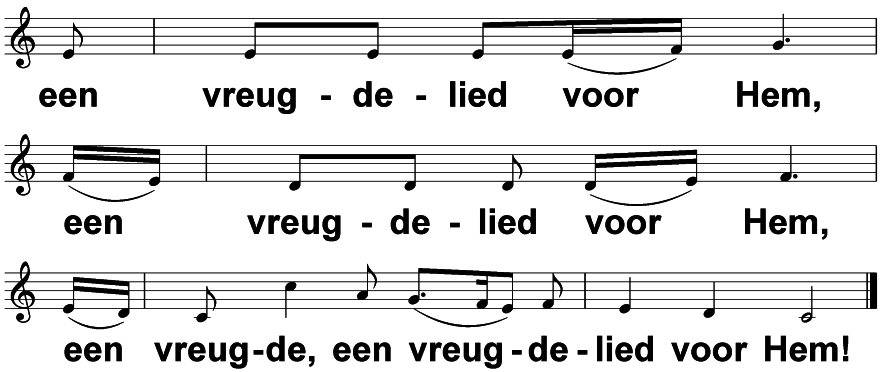 een vreug - de - lied voor Hem,
een vreug - de - lied voor Hem,
een vreug-de, een vreug - de - lied voor Hem!